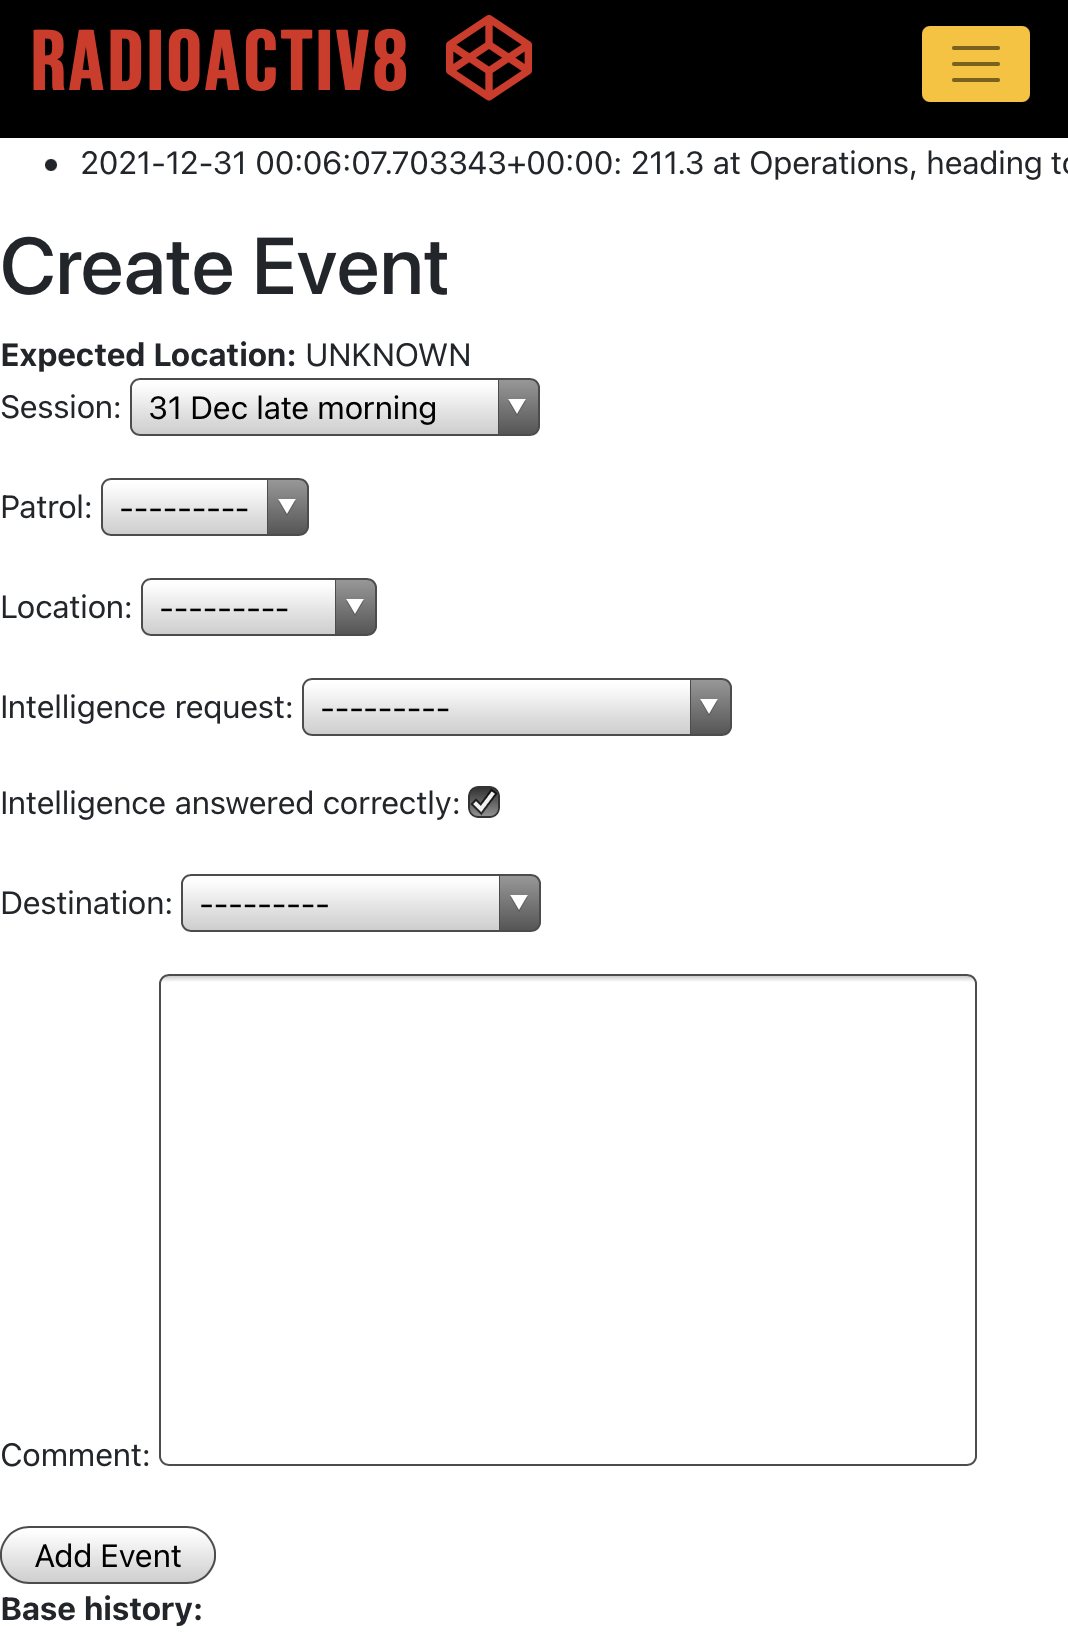 RADIOACTIV8
2021-12-31 00:06:07.703343+00:00: 211.3 at Operations, heading
Create Event
Expected Location: UNKNOWN
Session: 31 Dec late morning
Patrol: ---------
Location: ---------
Intelligence request: ---------
Intelligence answered correctly:
Destination: ---------
Comment:
Add Event
Base history: